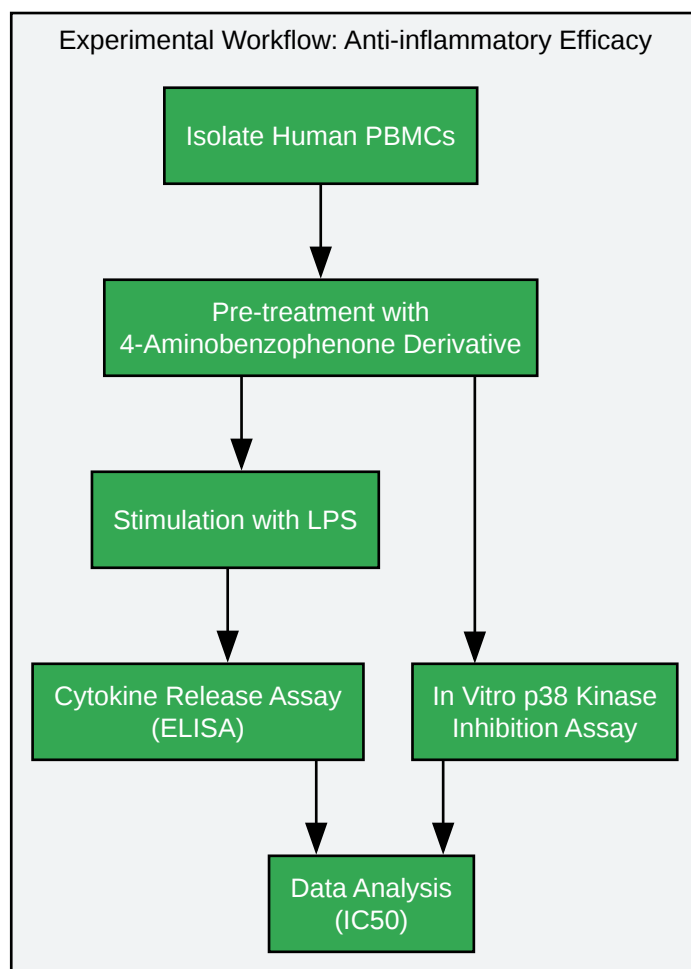 Experimental Workflow: Anti-inflammatory Efficacy
Isolate Human PBMCs
Pre-treatment with
4-Aminobenzophenone Derivative
Stimulation with LPS
Cytokine Release Assay
(ELISA)
In Vitro p38 Kinase
Inhibition Assay
Data Analysis
(IC50)